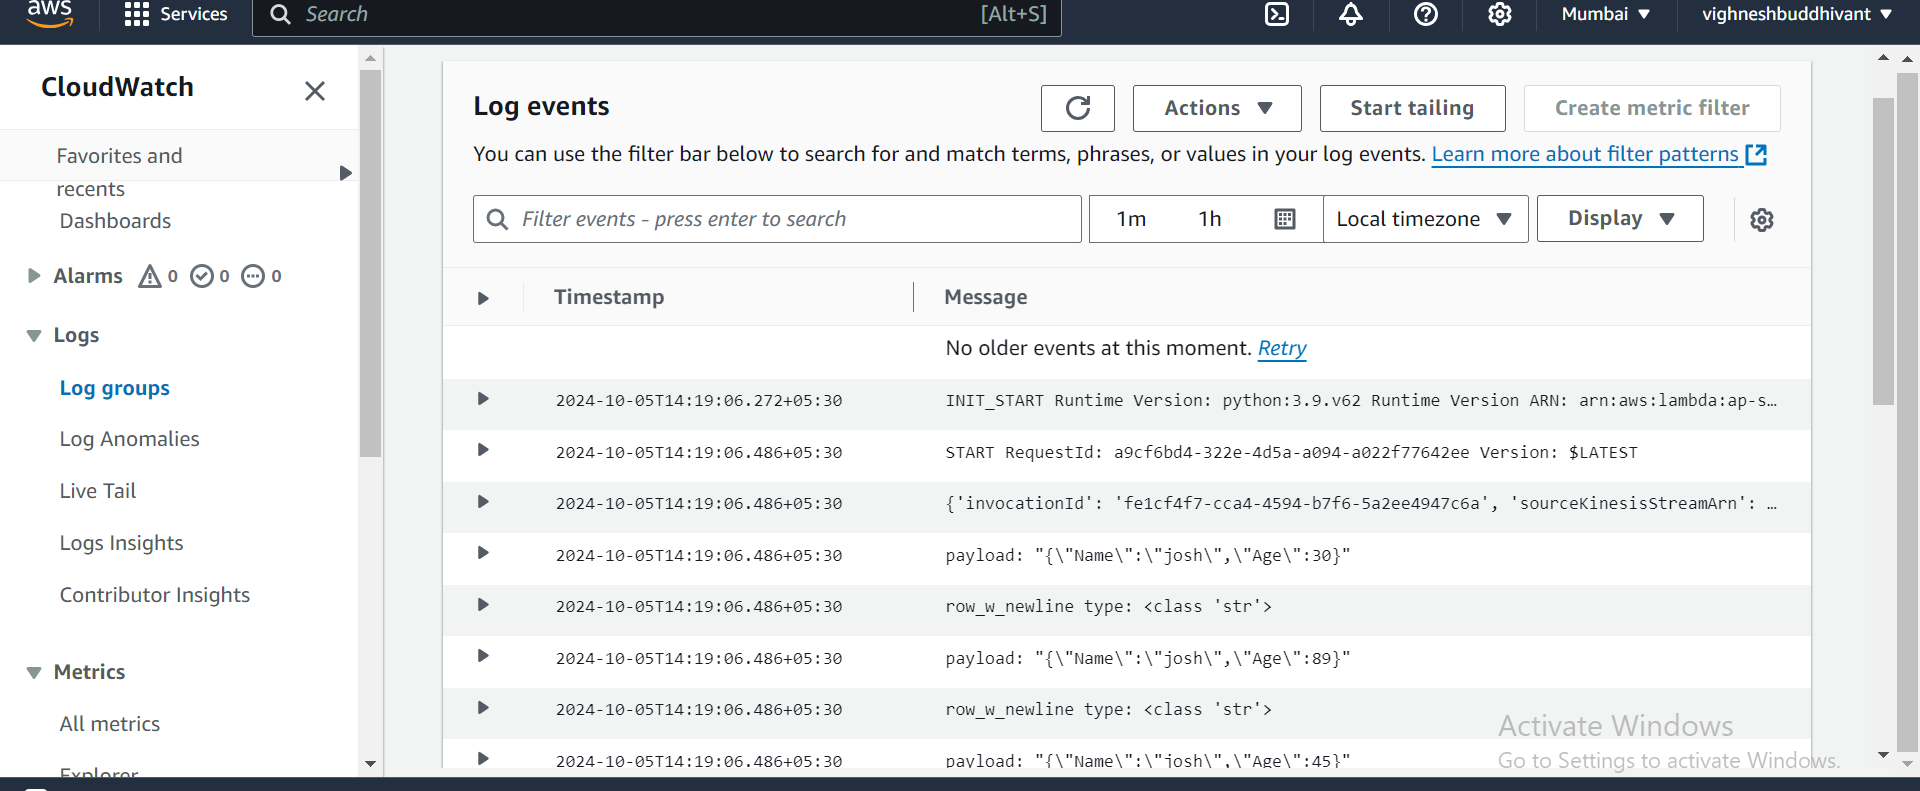 aws
Services
Search
[Alt+S]
Mumbai
vighneshbuddhivant
CloudWatch
Favorites and
recents
Dashboards
Alarms 0 0 0
Logs
Log groups
Log Anomalies
Live Tail
Logs Insights
Contributor Insights
Metrics
All metrics
Explorer
Log events
Actions
Start tailing
Create metric filter
You can use the filter bar below to search for and match terms, phrases, or values in your log events. Learn more about filter patterns
Filter events - press enter to search
1m
1h
Local timezone
Display
Timestamp Message
No older events at this moment. Retry
2024-10-05T14:19:06.272+05:30 INIT_START Runtime Version: python:3.9.v62 Runtime Version ARN: arn:aws:lambda:ap-s…
2024-10-05T14:19:06.486+05:30 START RequestId: a9cf6bd4-322e-4d5a-a094-a022f77642ee Version: $LATEST
2024-10-05T14:19:06.486+05:30 {'invocationId': 'fe1cf4f7-cca4-4594-b7f6-5a2ee4947c6a', 'sourceKinesisStreamArn': …
2024-10-05T14:19:06.486+05:30 payload: "{\"Name\":\"josh\",\"Age\":30}"
2024-10-05T14:19:06.486+05:30 row_w_newline type: <class 'str'>
2024-10-05T14:19:06.486+05:30 payload: "{\"Name\":\"josh\",\"Age\":89}"
2024-10-05T14:19:06.486+05:30 row_w_newline type: <class 'str'>
2024-10-05T14:19:06.486+05:30 payload: "{\"Name\":\"josh\",\"Age\":45}"
Activate Windows
Go to Settings to activate Windows.